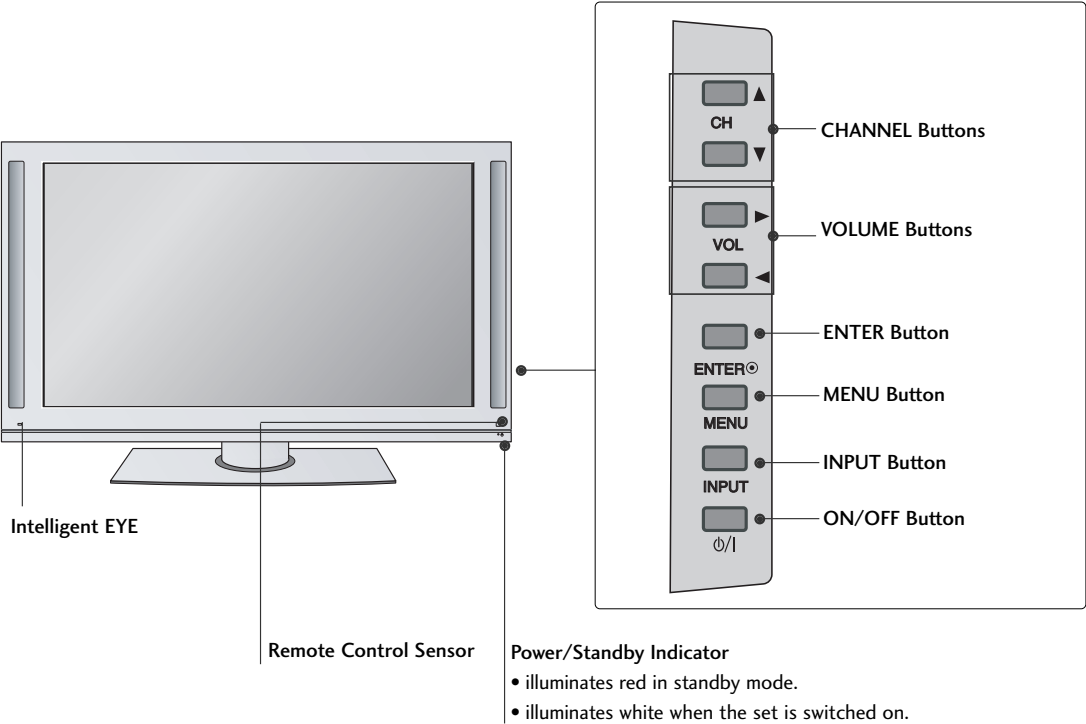 ▲
CH
▼
CHANNEL Buttons
▶
VOL
◀
VOLUME Buttons
ENTER Button
ENTER◉
MENU Button
MENU
INPUT Button
INPUT
ON/OFF Button
⏻/I
Intelligent EYE
Remote Control Sensor
Power/Standby Indicator
• illuminates red in standby mode.
• illuminates white when the set is switched on.